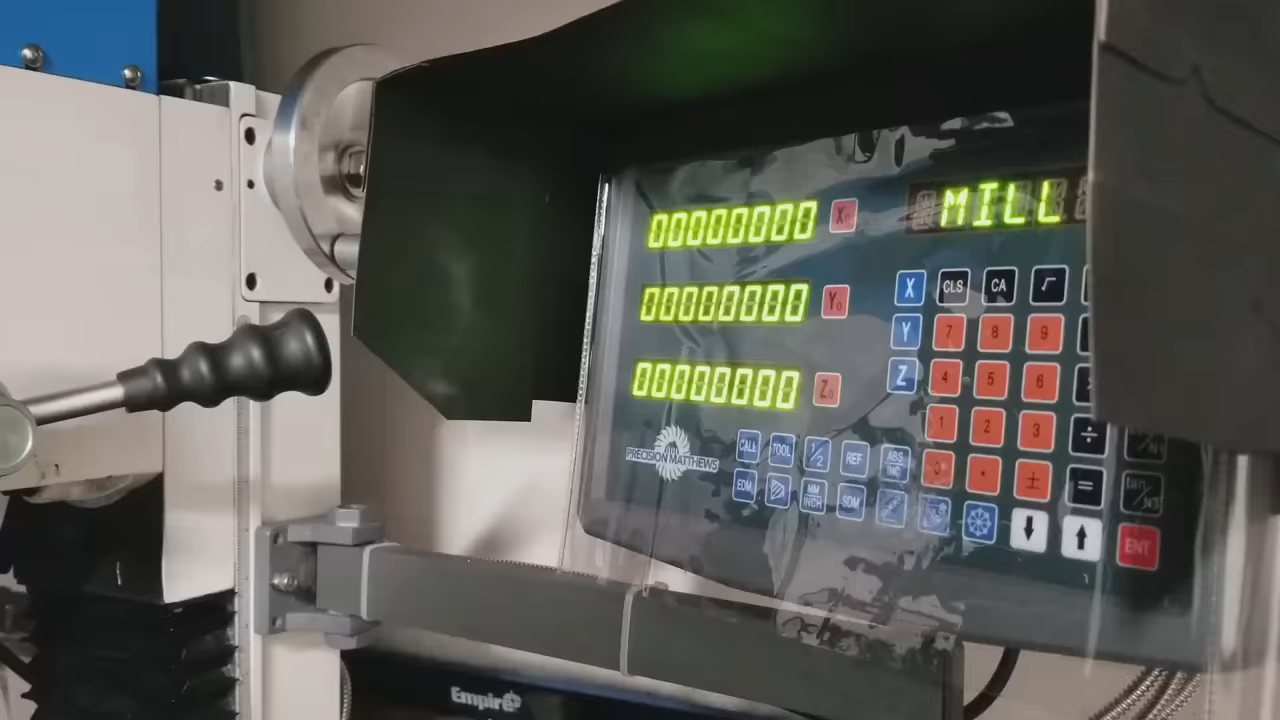 00000000 X₀ MILL
00000000 Y₀
00000000 Z₀
X CLS CA √
Y 7 8 9
Z 4 5 6
1 2 3 ÷
0 • ± =
ENT
PRECISION MATTHEWS
CALL TOOL 1/2 REF ABS INC
EDM MM INCH SDM
Empire